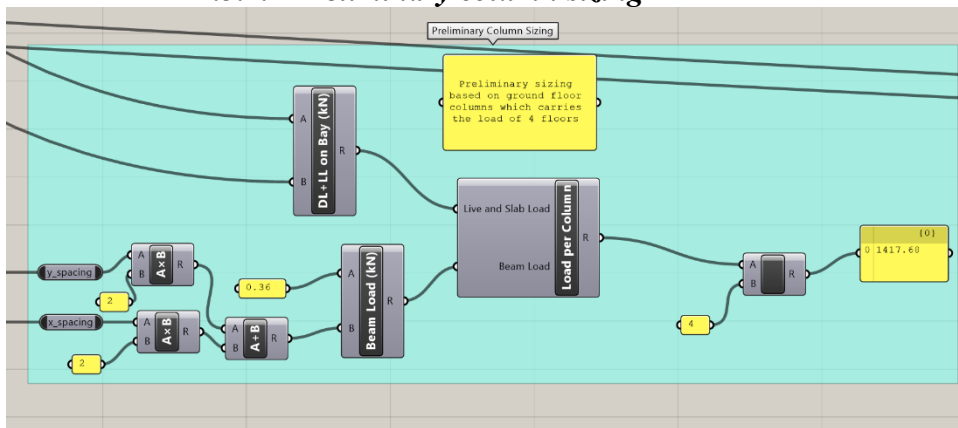 Preliminary Column Sizing
Preliminary sizing
based on ground floor
columns which carries
the load of 4 floors
A
B
DL+LL on Bay (kN)
R
Live and Slab Load
Beam Load
Load per Column
R
y_spacing
2
A
B
A×B
R
x_spacing
2
A
B
A×B
R
A
B
A+B
R
0.36
A
B
Beam Load (kN)
R
4
A
B
R
{0}
0 1417.68